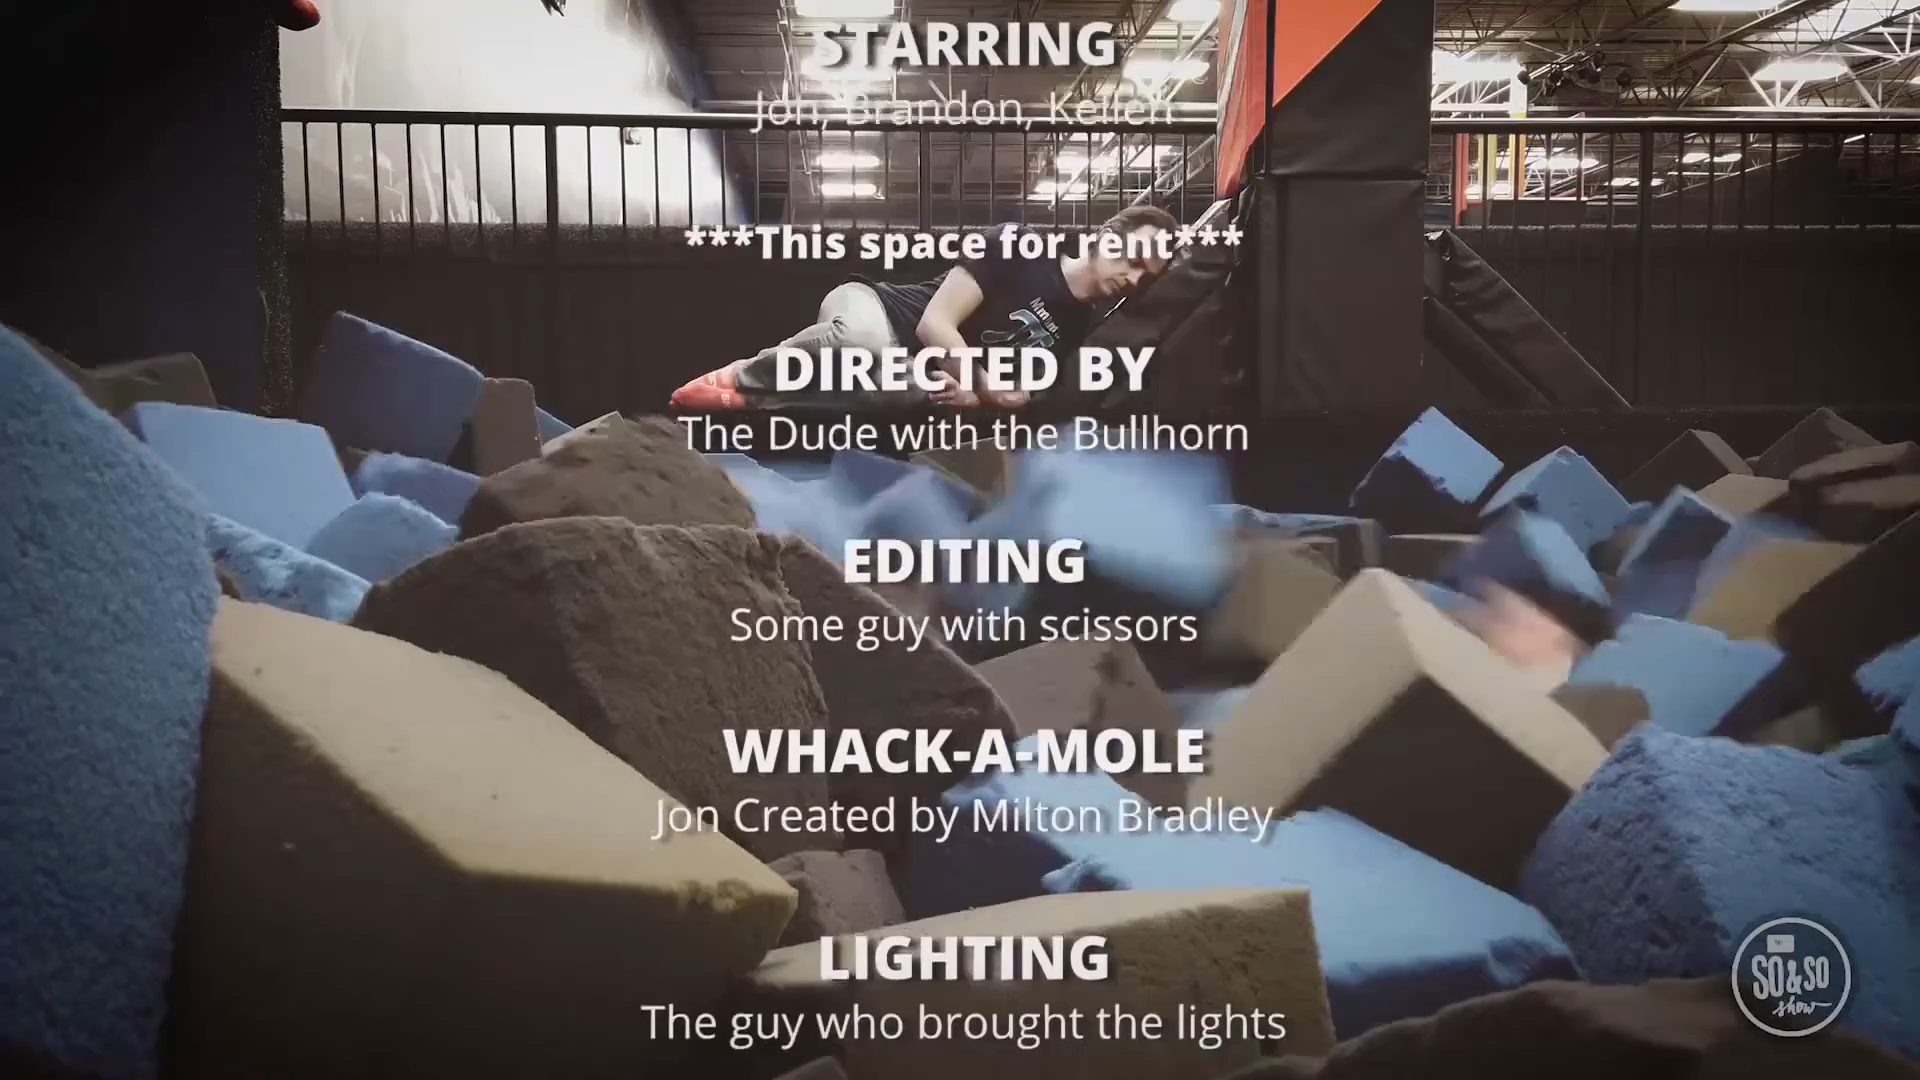 STARRING
Jon, Brandon, Kellen
***This space for rent***
DIRECTED BY
The Dude with the Bullhorn
EDITING
Some guy with scissors
WHACK-A-MOLE
Jon Created by Milton Bradley
LIGHTING
The guy who brought the lights
SO & SO
show